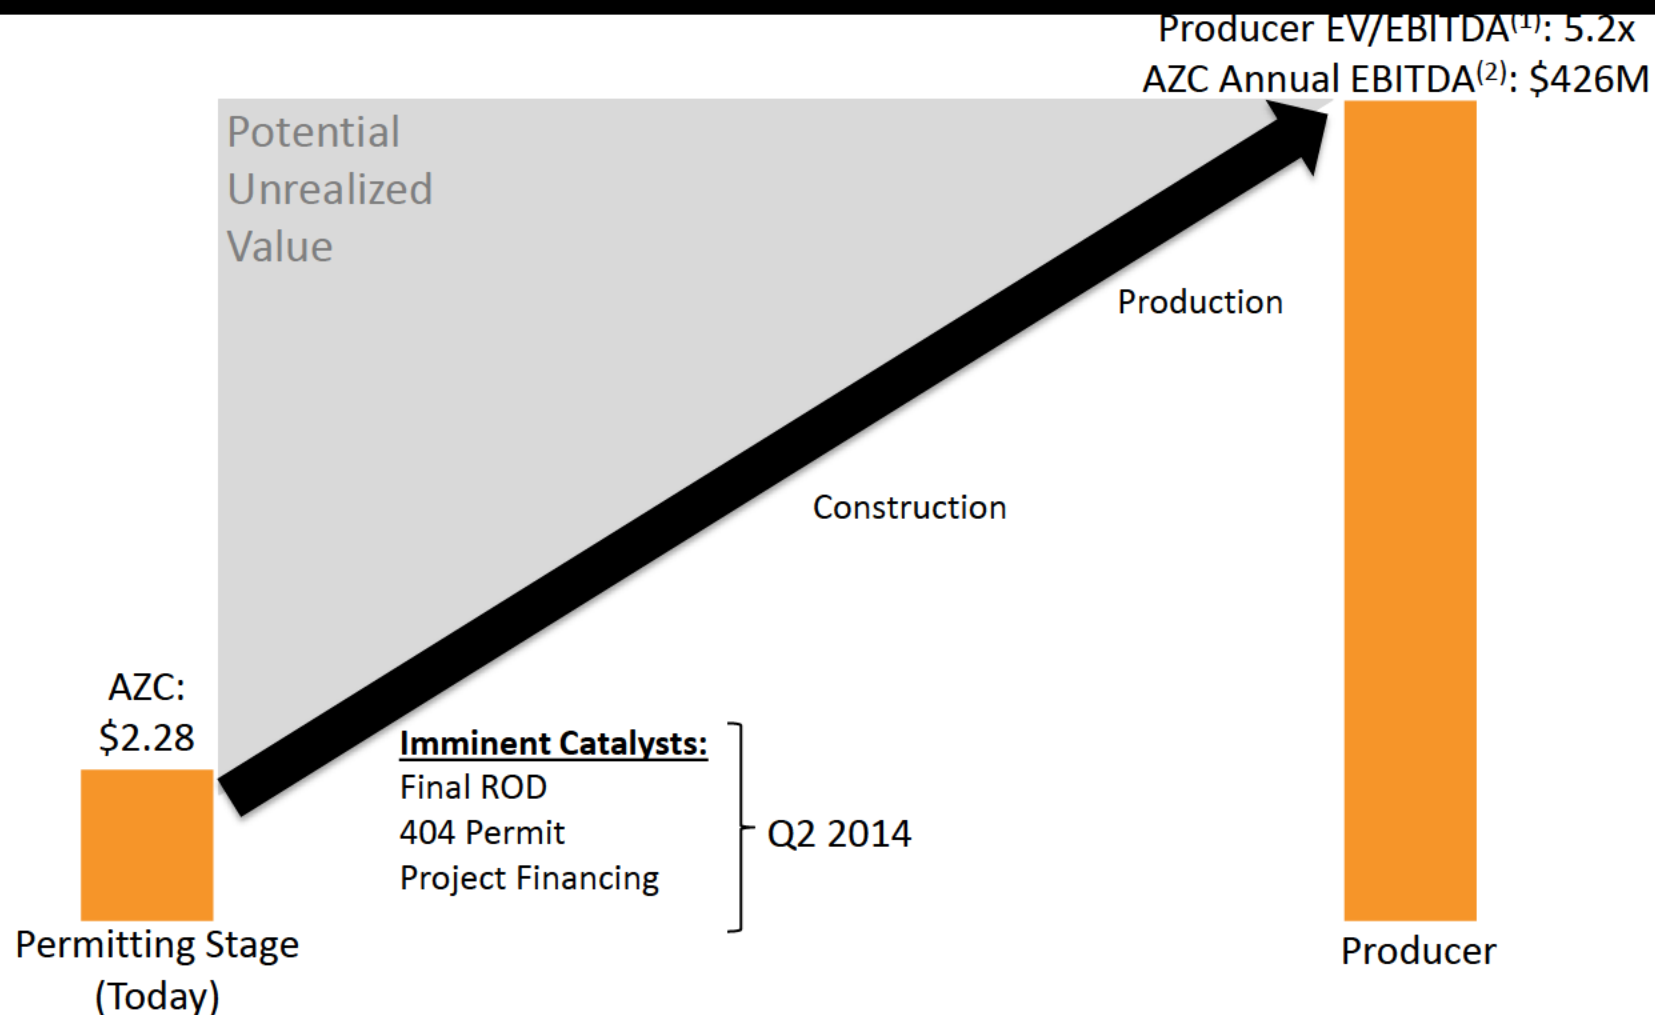 Producer EV/EBITDA(1): 5.2x
AZC Annual EBITDA(2): $426M
Potential
Unrealized
Value
Production
Construction
AZC:
$2.28
Imminent Catalysts:
Final ROD
404 Permit
Project Financing
Q2 2014
Permitting Stage
(Today)
Producer